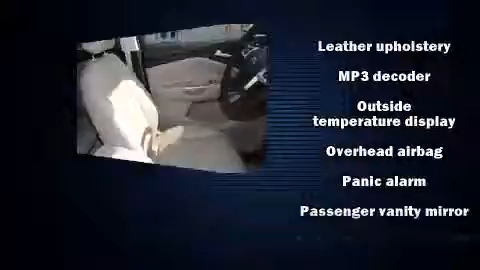 Leather upholstery
MP3 decoder
Outside
temperature display
Overhead airbag
Panic alarm
Passenger vanity mirror